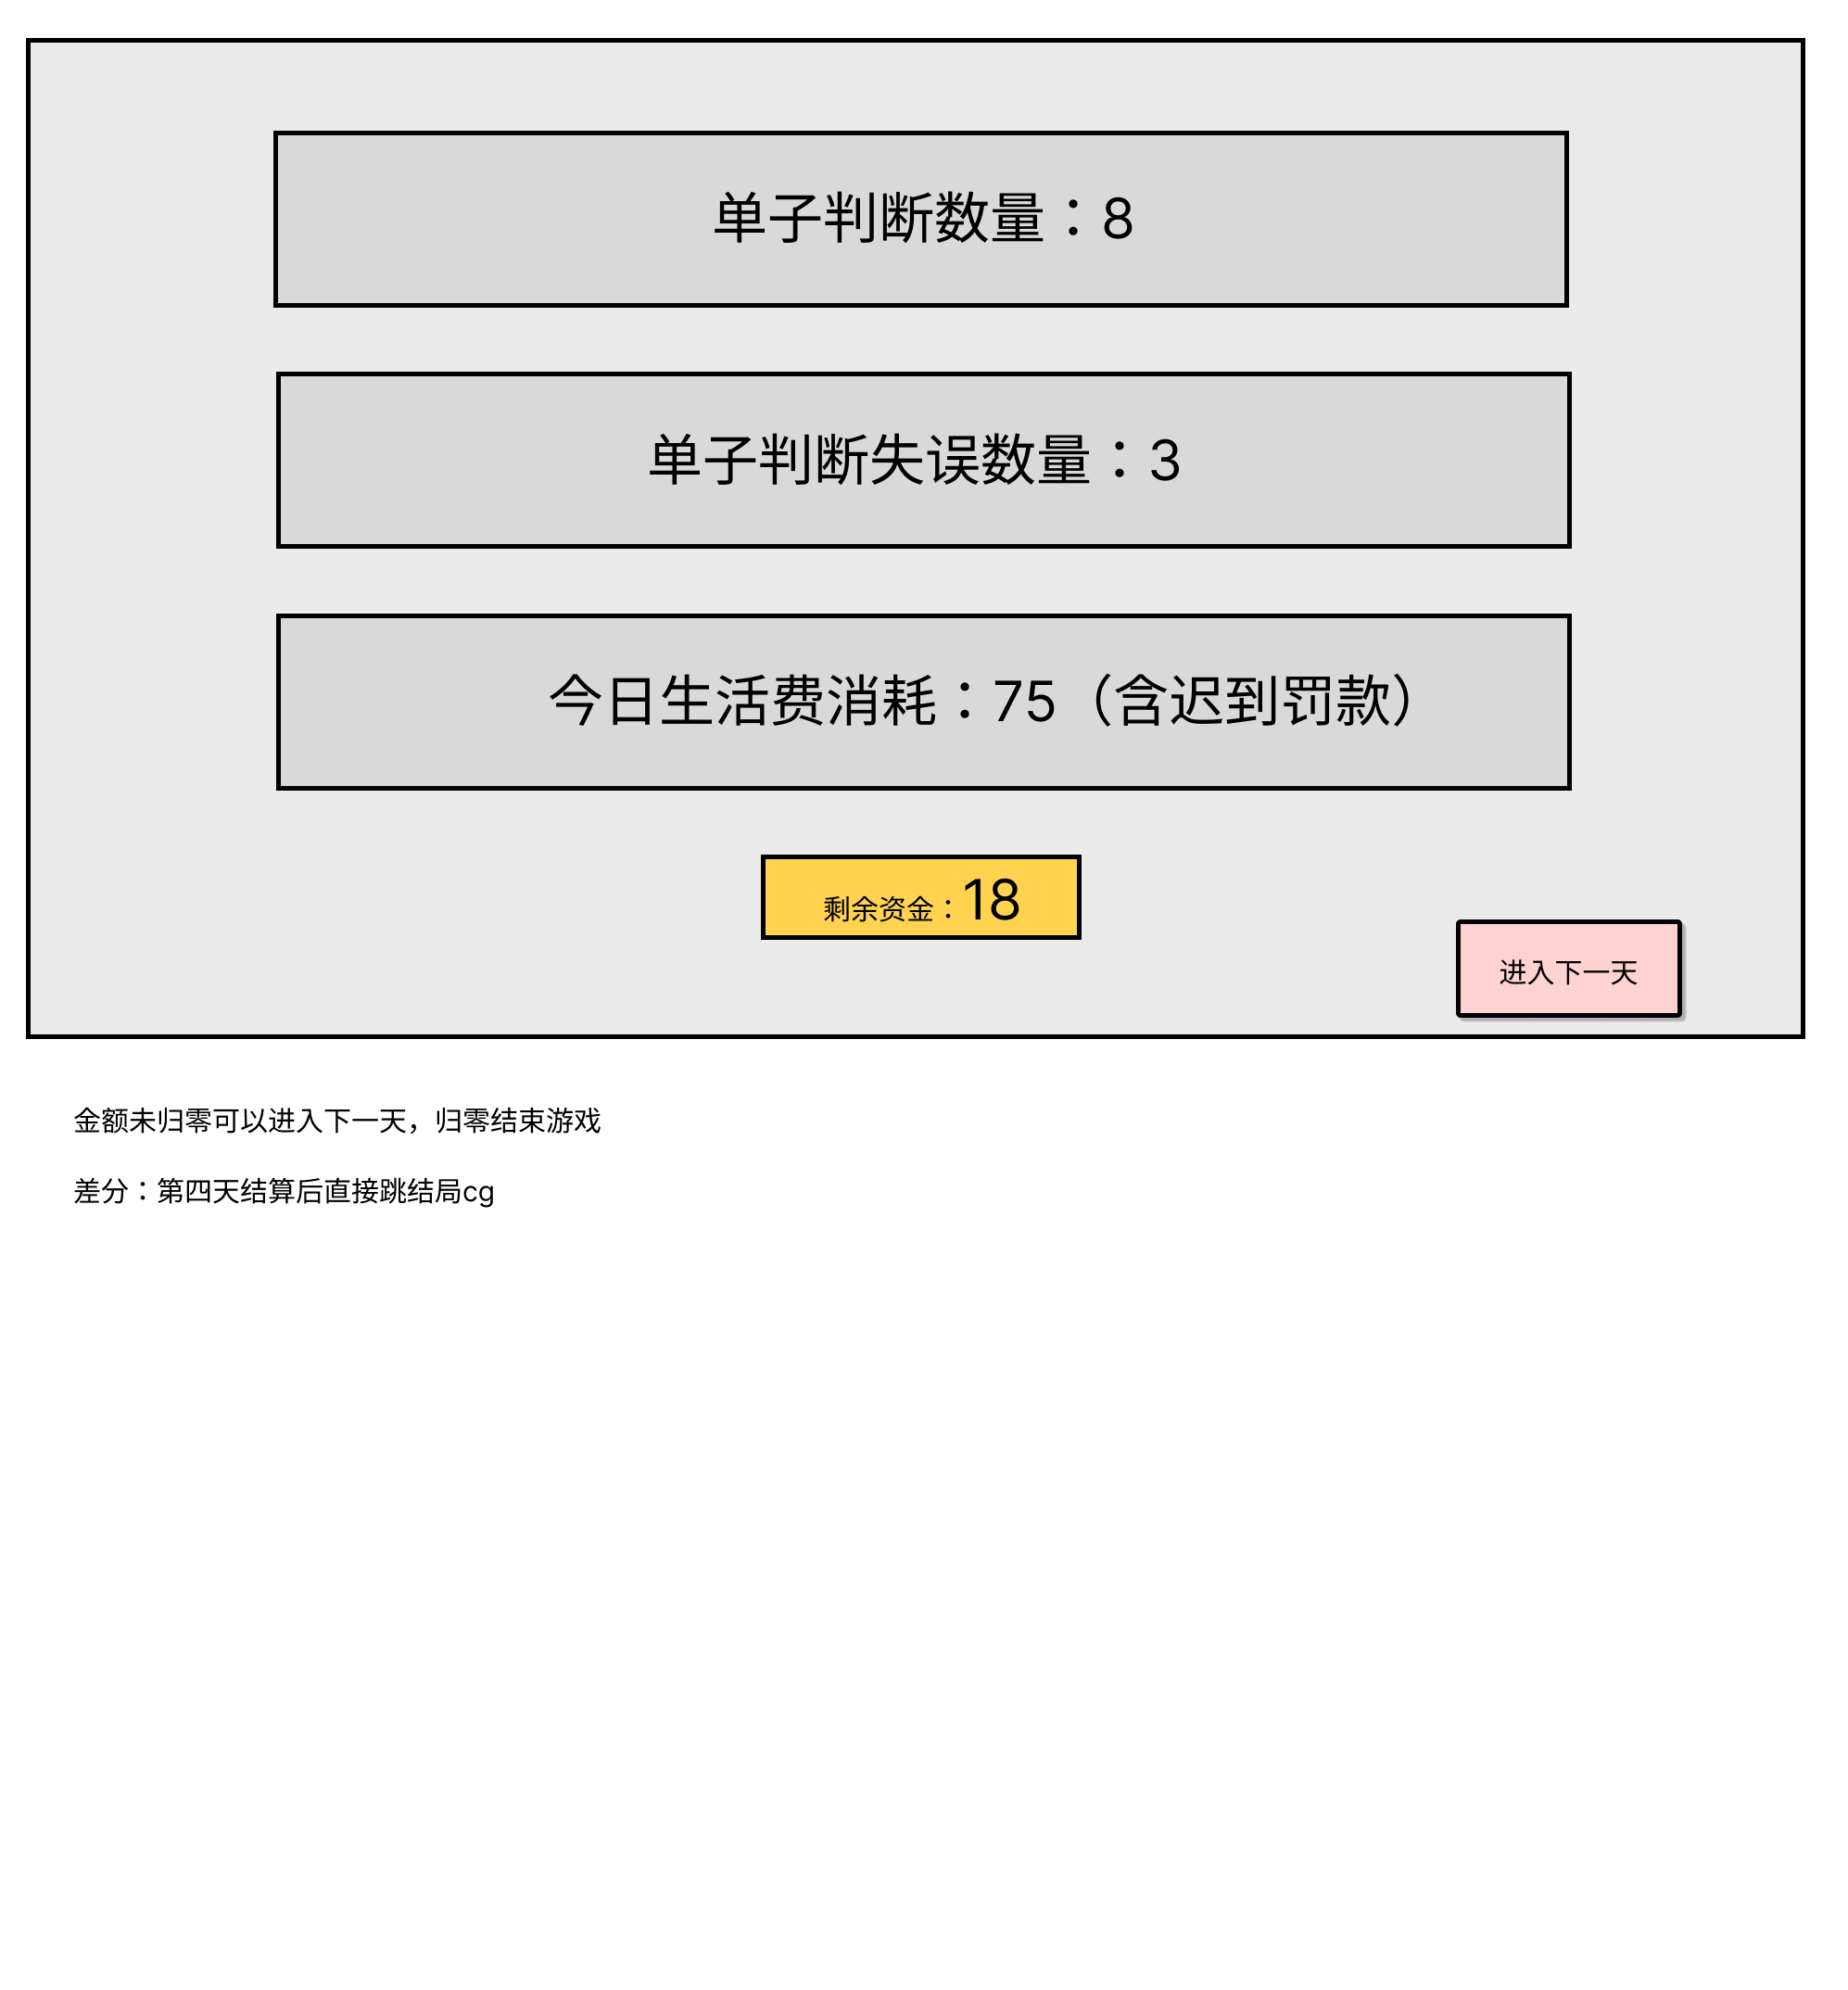 单子判断数量：8
单子判断失误数量：3
今日生活费消耗：75（含迟到罚款）
剩余资金：18
进入下一天
金额未归零可以进入下一天，归零结束游戏
差分：第四天结算后直接跳结局cg